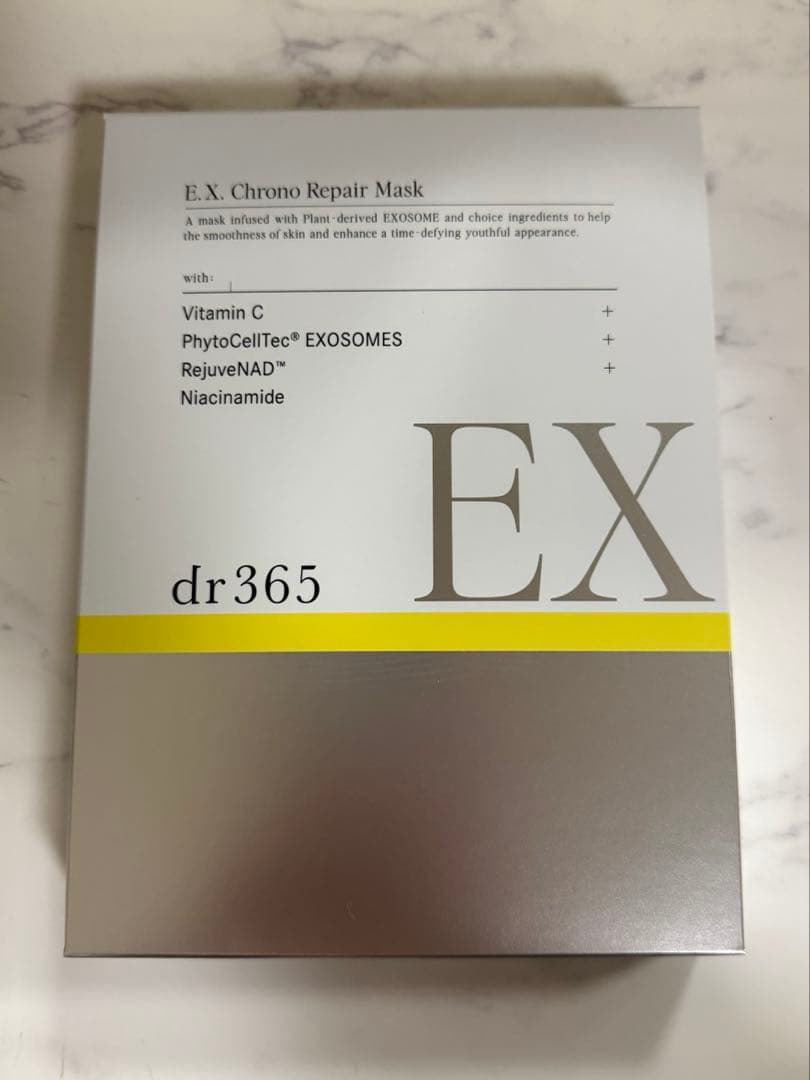 E.X. Chrono Repair Mask
A mask infused with Plant-derived EXOSOME and choice ingredients to help
the smoothness of skin and enhance a time-defying youthful appearance.
with:
Vitamin C +
PhytoCellTec® EXOSOMES +
RejuveNAD™ +
Niacinamide
EX
dr365